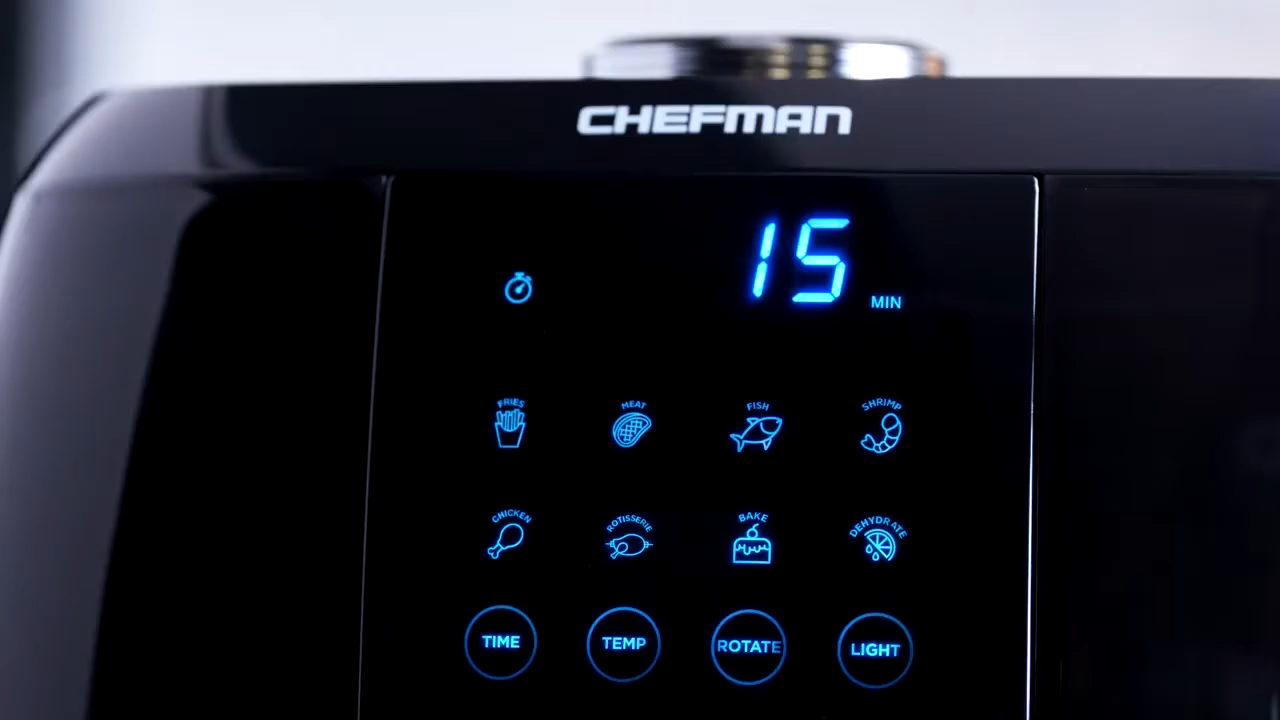 CHEFMAN
15 MIN
FRIES MEAT FISH SHRIMP
CHICKEN ROTISSERIE BAKE DEHYDRATE
TIME TEMP ROTATE LIGHT